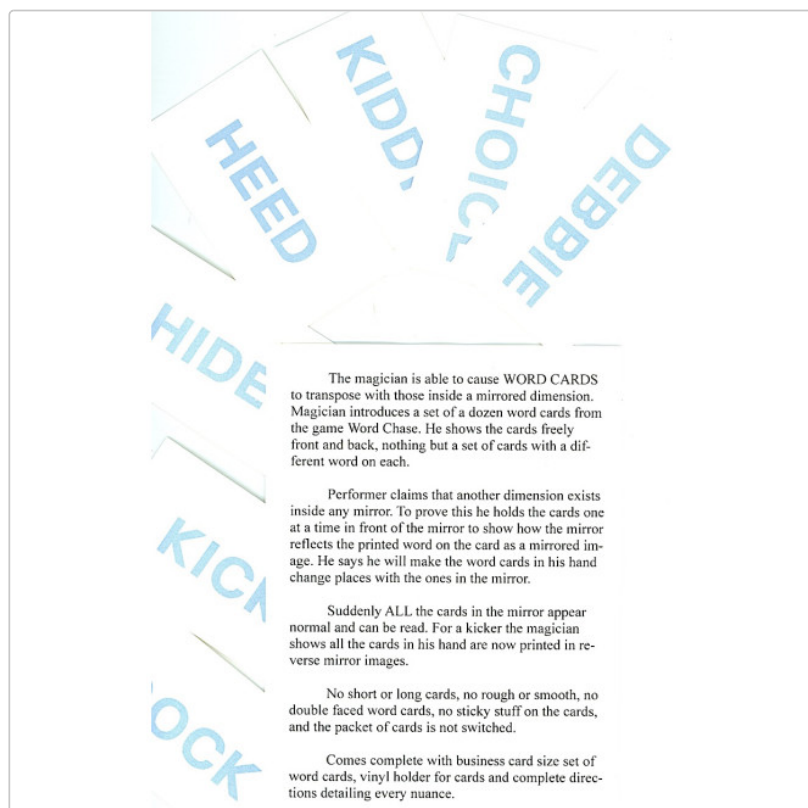 KIDD
CHOIC
HEED
DEBBIE
HIDE
The magician is able to cause WORD CARDS
to transpose with those inside a mirrored dimension.
Magician introduces a set of a dozen word cards from
the game Word Chase. He shows the cards freely
front and back, nothing but a set of cards with a dif-
ferent word on each.
Performer claims that another dimension exists
inside any mirror. To prove this he holds the cards one
at a time in front of the mirror to show how the mirror
reflects the printed word on the card as a mirrored im-
age. He says he will make the word cards in his hand
change places with the ones in the mirror.
KICK
Suddenly ALL the cards in the mirror appear
normal and can be read. For a kicker the magician
shows all the cards in his hand are now printed in re-
verse mirror images.
No short or long cards, no rough or smooth, no
double faced word cards, no sticky stuff on the cards,
and the packet of cards is not switched.
OCK
Comes complete with business card size set of
word cards, vinyl holder for cards and complete direc-
tions detailing every nuance.